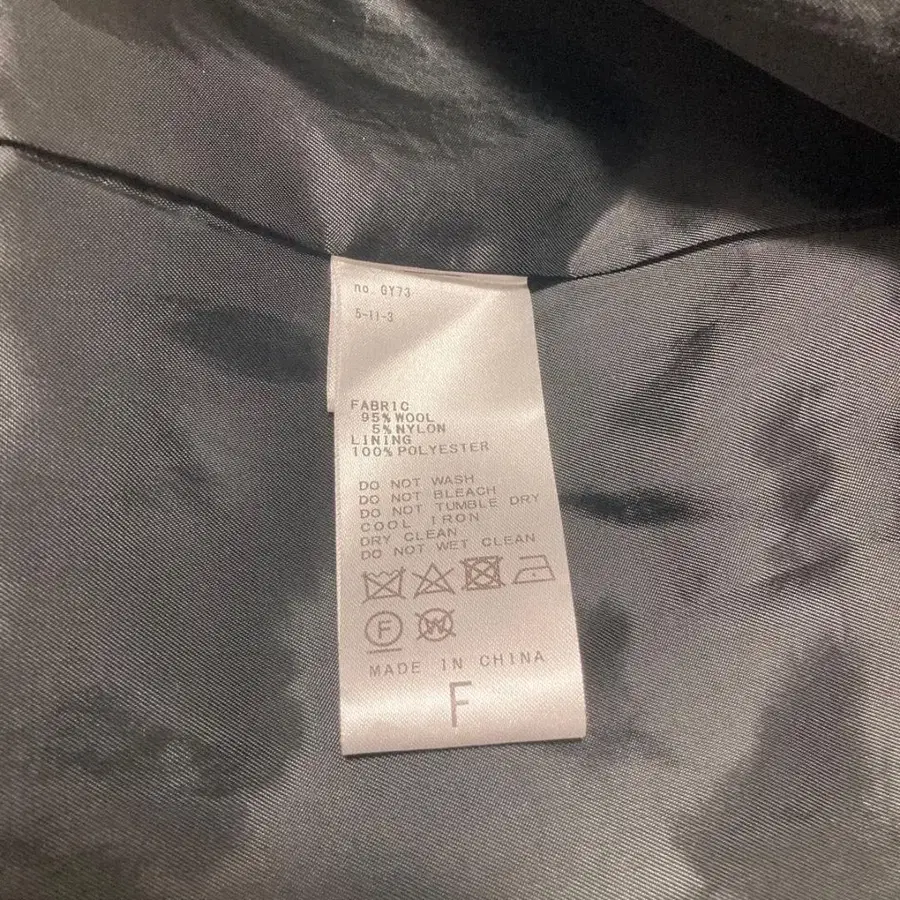 no. GY73
5-11-3
FABRIC
95% WOOL
5% NYLON
LINING
100% POLYESTER
DO NOT WASH
DO NOT BLEACH
DO NOT TUMBLE DRY
COOL IRON
DRY CLEAN
DO NOT WET CLEAN
F W
MADE IN CHINA
F